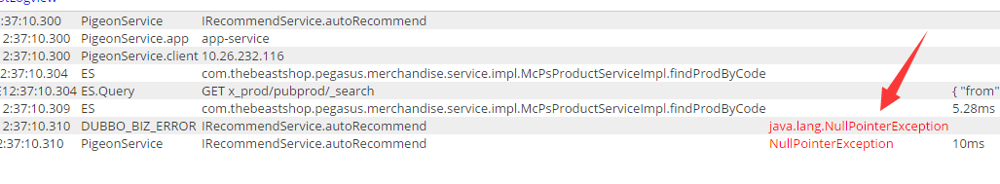 2:37:10.300 PigeonService IRecommendService.autoRecommend
2:37:10.300 PigeonService.app app-service
2:37:10.300 PigeonService.client 10.26.232.116
2:37:10.304 ES com.thebeastshop.pegasus.merchandise.service.impl.McPsProductServiceImpl.findProdByCode
E12:37:10.304 ES.Query GET x_prod/pubprod/_search { "from"
2:37:10.309 ES com.thebeastshop.pegasus.merchandise.service.impl.McPsProductServiceImpl.findProdByCode 5.28ms
2:37:10.310 DUBBO_BIZ_ERROR IRecommendService.autoRecommend java.lang.NullPointerException
2:37:10.310 PigeonService IRecommendService.autoRecommend NullPointerException 10ms